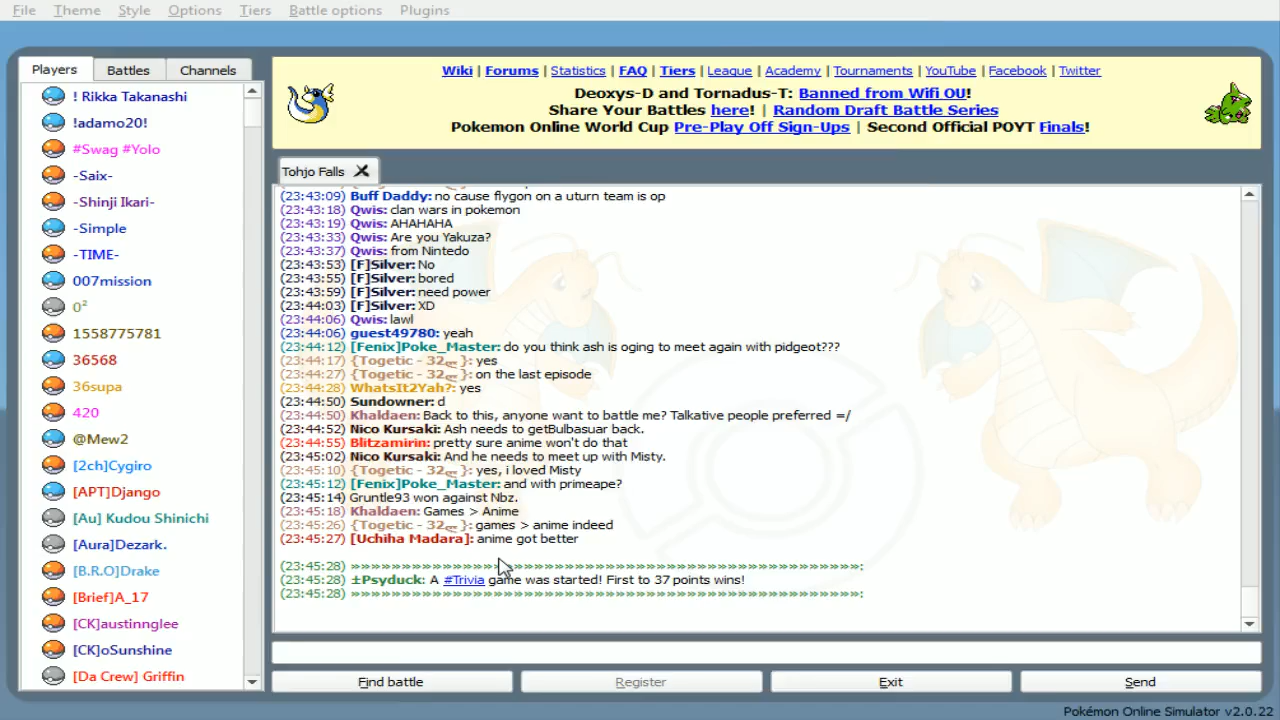 File Theme Style Options Tiers Battle options Plugins
Players Battles Channels
! Rikka Takanashi
!adamo20!
#Swag #Yolo
-Saix-
-Shinji Ikari-
-Simple
-TIME-
007mission
0²
1558775781
36568
36supa
420
@Mew2
[2ch]Cygiro
[APT]Django
[Au] Kudou Shinichi
[Aura]Dezark.
[B.R.O]Drake
[Brief]A_17
[CK]austinnglee
[CK]oSunshine
[Da Crew] Griffin
Wiki | Forums | Statistics | FAQ | Tiers | League | Academy | Tournaments | YouTube | Facebook | Twitter
Deoxys-D and Tornadus-T: Banned from Wifi OU!
Share Your Battles here! | Random Draft Battle Series
Pokemon Online World Cup Pre-Play Off Sign-Ups | Second Official POYT Finals!
Tohjo Falls
(23:43:09) Buff Daddy: no cause flygon on a uturn team is op
(23:43:18) Qwis: clan wars in pokemon
(23:43:19) Qwis: AHAHAHA
(23:43:33) Qwis: Are you Yakuza?
(23:43:37) Qwis: from Nintedo
(23:43:53) [F]Silver: No
(23:43:55) [F]Silver: bored
(23:43:59) [F]Silver: need power
(23:44:03) [F]Silver: XD
(23:44:06) Qwis: lawl
(23:44:06) guest49780: yeah
(23:44:12) [Fenix]Poke_Master: do you think ash is oging to meet again with pidgeot???
(23:44:17) {Togetic - 32}: yes
(23:44:27) {Togetic - 32}: on the last episode
(23:44:28) WhatsIt2Yah?: yes
(23:44:50) Sundowner: d
(23:44:50) Khaldaen: Back to this, anyone want to battle me? Talkative people preferred =/
(23:44:52) Nico Kursaki: Ash needs to getBulbasuar back.
(23:44:55) Blitzamirin: pretty sure anime won't do that
(23:45:02) Nico Kursaki: And he needs to meet up with Misty.
(23:45:10) {Togetic - 32}: yes, i loved Misty
(23:45:12) [Fenix]Poke_Master: and with primeape?
(23:45:14) Gruntle93 won against Nbz.
(23:45:18) Khaldaen: Games > Anime
(23:45:26) {Togetic - 32}: games > anime indeed
(23:45:27) [Uchiha Madara]: anime got better
(23:45:28) »»»»»»»»»»»»»»»»»»»»»»»»»»»»»»»»»»»»»»»»»»»»»»»»»»»»»»»»»»»»:
(23:45:28) ±Psyduck: A #Trivia game was started! First to 37 points wins!
(23:45:28) »»»»»»»»»»»»»»»»»»»»»»»»»»»»»»»»»»»»»»»»»»»»»»»»»»»»»»»»»»»»:
Find battle Register Exit Send
Pokémon Online Simulator v2.0.22